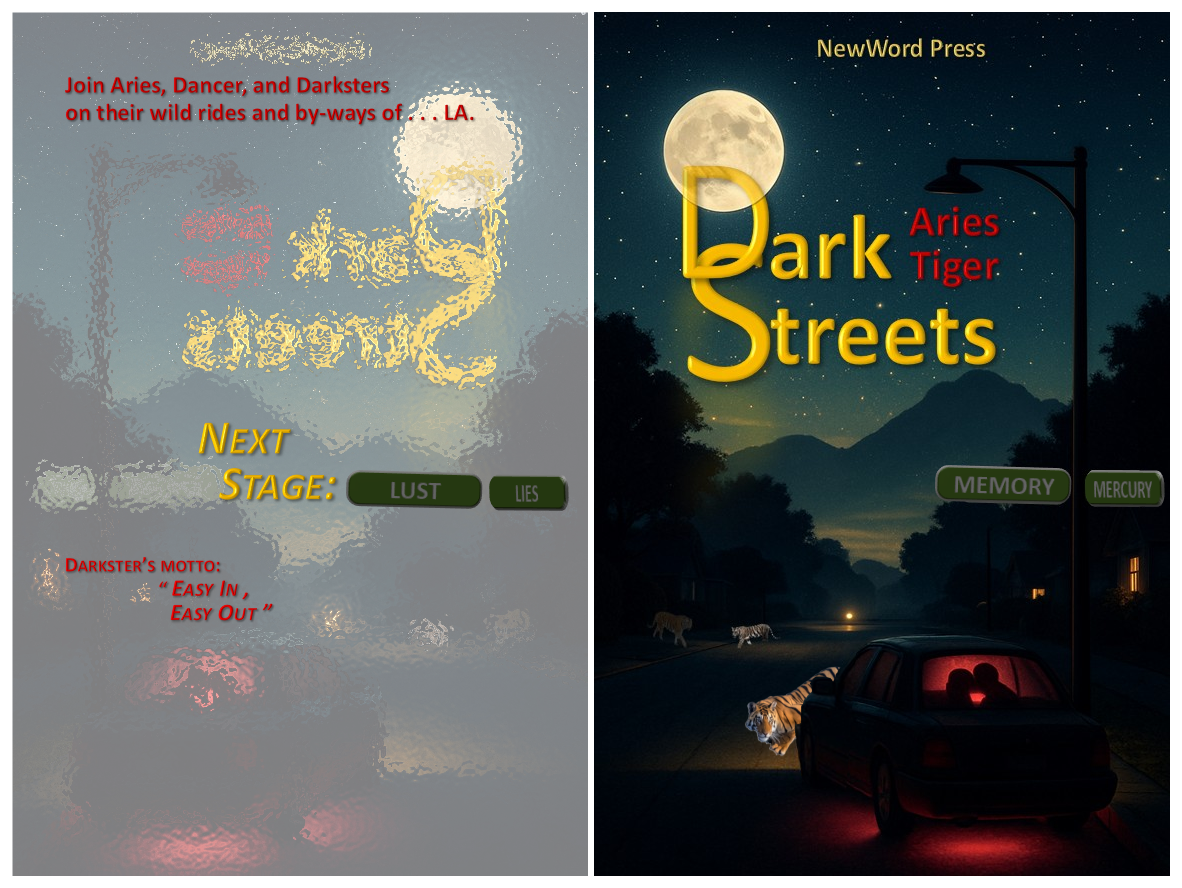 Join Aries, Dancer, and Darksters
on their wild rides and by-ways of . . . LA.
NEXT
STAGE:
LUST
LIES
DARKSTER'S MOTTO:
“ EASY IN ,
EASY OUT ”
NewWord Press
Dark
Streets
Aries
Tiger
MEMORY
MERCURY